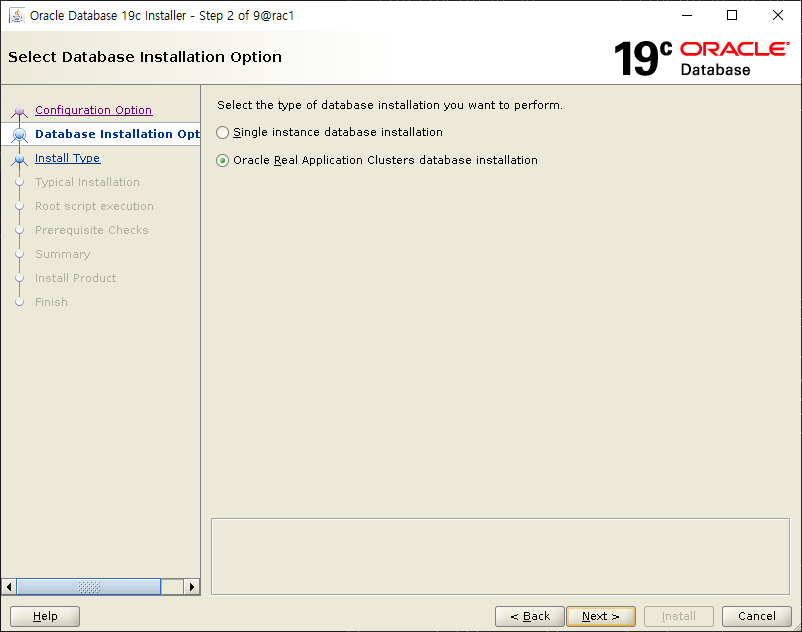 Oracle Database 19c Installer - Step 2 of 9@rac1
Select Database Installation Option
19c ORACLE®
Database
Configuration Option
Database Installation Opt
Install Type
Typical Installation
Root script execution
Prerequisite Checks
Summary
Install Product
Finish
Select the type of database installation you want to perform.
Single instance database installation
Oracle Real Application Clusters database installation
Help
< Back
Next >
Install
Cancel